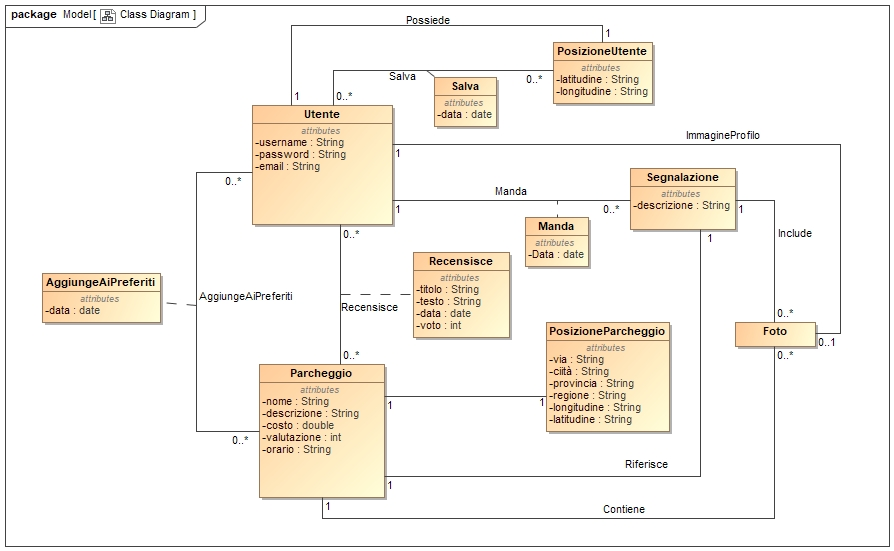 package Model[ Class Diagram ]
Possiede
1
1
PosizioneUtente
attributes
-latitudine : String
-longitudine : String
Salva
0..*
0..*
Salva
attributes
-data : date
Utente
attributes
-username : String
-password : String
-email : String
ImmagineProfilo
1
0..*
Manda
1
0..*
Segnalazione
attributes
-descrizione : String
1
1
Include
Manda
attributes
-Data : date
0..*
Recensisce
attributes
-titolo : String
-testo : String
-data : date
-voto : int
AggiungeAiPreferiti
attributes
-data : date
AggiungeAiPreferiti
Recensisce
0..*
Foto
0..1
0..*
PosizioneParcheggio
attributes
-via : String
-ciità : String
-provincia : String
-regione : String
-longitudine : String
-latitudine : String
0..*
Parcheggio
attributes
-nome : String
-descrizione : String
-costo : double
-valutazione : int
-orario : String
1
1
0..*
Riferisce
1
1
Contiene